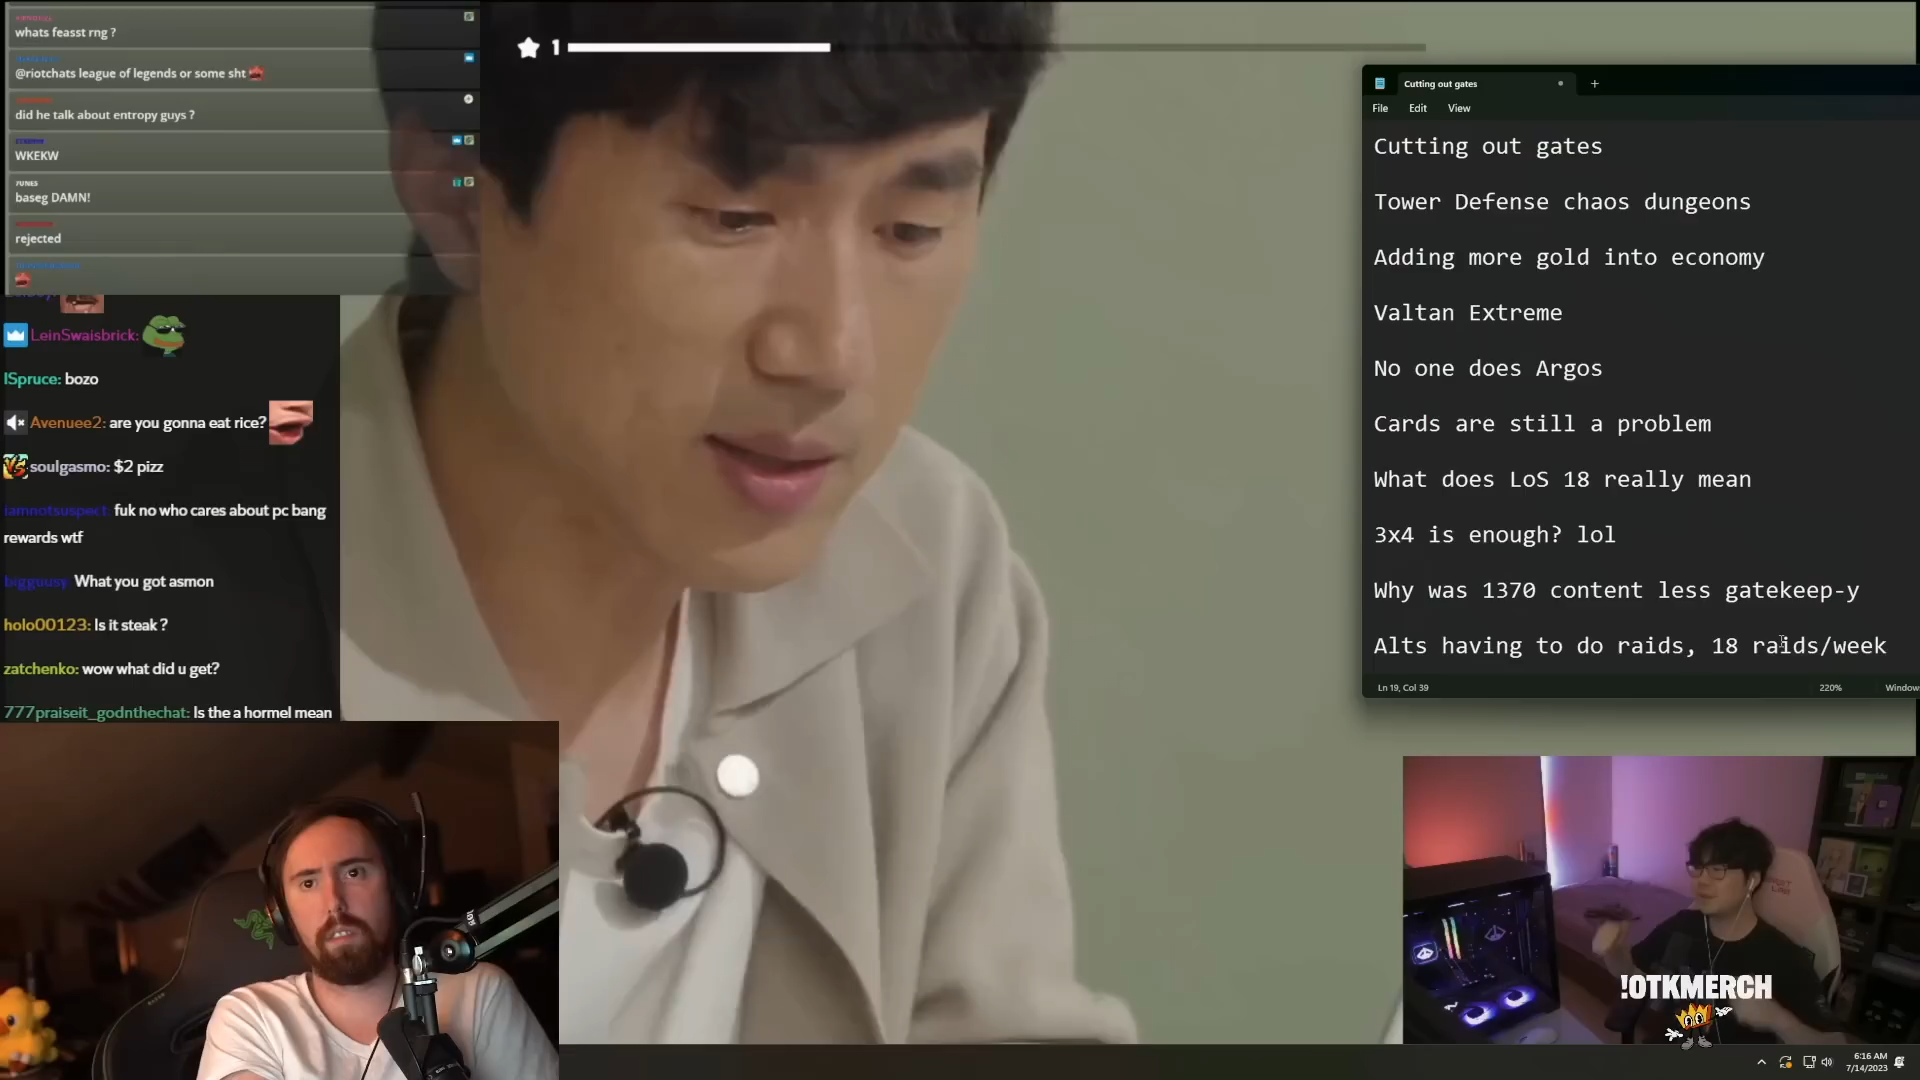 whats feasst rng ?
@riotchats league of legends or some sht
did he talk about entropy guys ?
WKEKW
7UNES
baseg DAMN!
rejected
LeinSwaisbrick:
ISpruce: bozo
Avenuee2: are you gonna eat rice?
soulgasmo: $2 pizz
iamnotsuspect: fuk no who cares about pc bang
rewards wtf
bigguusy: What you got asmon
holo00123: Is it steak ?
zatchenko: wow what did u get?
777praiseit_godnthechat: Is the a hormel mean
1
Cutting out gates
File Edit View
Cutting out gates
Tower Defense chaos dungeons
Adding more gold into economy
Valtan Extreme
No one does Argos
Cards are still a problem
What does LoS 18 really mean
3x4 is enough? lol
Why was 1370 content less gatekeep-y
Alts having to do raids, 18 raids/week
Ln 19, Col 39
220%
Window
!OTKMERCH
6:16 AM
7/14/2023